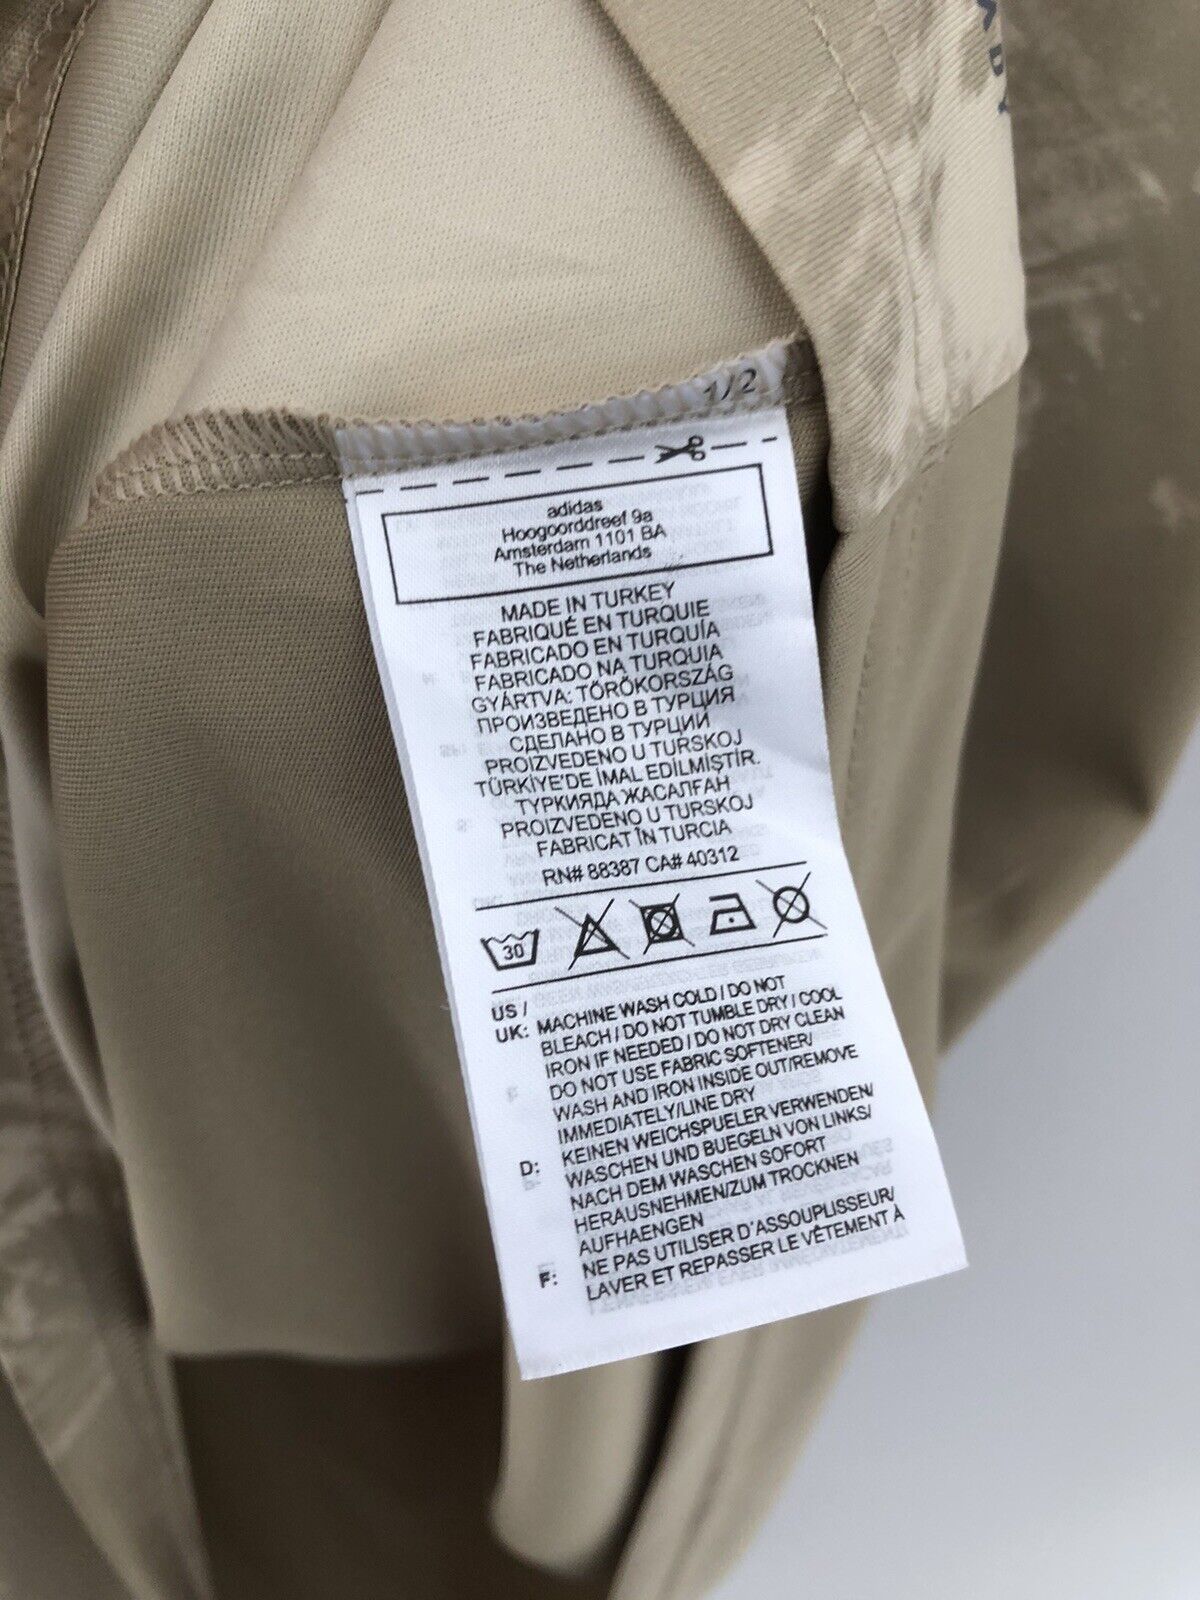 ADY
1/2
adidas
Hoogoorddreef 9a
Amsterdam 1101 BA
The Netherlands
MADE IN TURKEY
FABRIQUÉ EN TURQUIE
FABRICADO EN TURQUÍA
FABRICADO NA TURQUIA
GYÁRTVA: TÖRÖKORSZÁG
ПРОИЗВЕДЕНО В ТУРЦИЯ
СДЕЛАНО В ТУРЦИИ
PROIZVEDENO U TURSKOJ
TÜRKİYE'DE İMAL EDİLMİŞTİR.
ТУРКИЯДА ЖАСАЛҒАН
PROIZVEDENO U TURSKOJ
FABRICAT ÎN TURCIA
RN# 88387 CA# 40312
30
US /
UK: MACHINE WASH COLD / DO NOT
BLEACH / DO NOT TUMBLE DRY / COOL
IRON IF NEEDED / DO NOT DRY CLEAN
DO NOT USE FABRIC SOFTENER/
WASH AND IRON INSIDE OUT/REMOVE
IMMEDIATELY/LINE DRY
D: KEINEN WEICHSPUELER VERWENDEN/
WASCHEN UND BUEGELN VON LINKS/
NACH DEM WASCHEN SOFORT
HERAUSNEHMEN/ZUM TROCKNEN
AUFHAENGEN
F: NE PAS UTILISER D'ASSOUPLISSEUR/
LAVER ET REPASSER LE VÊTEMENT À